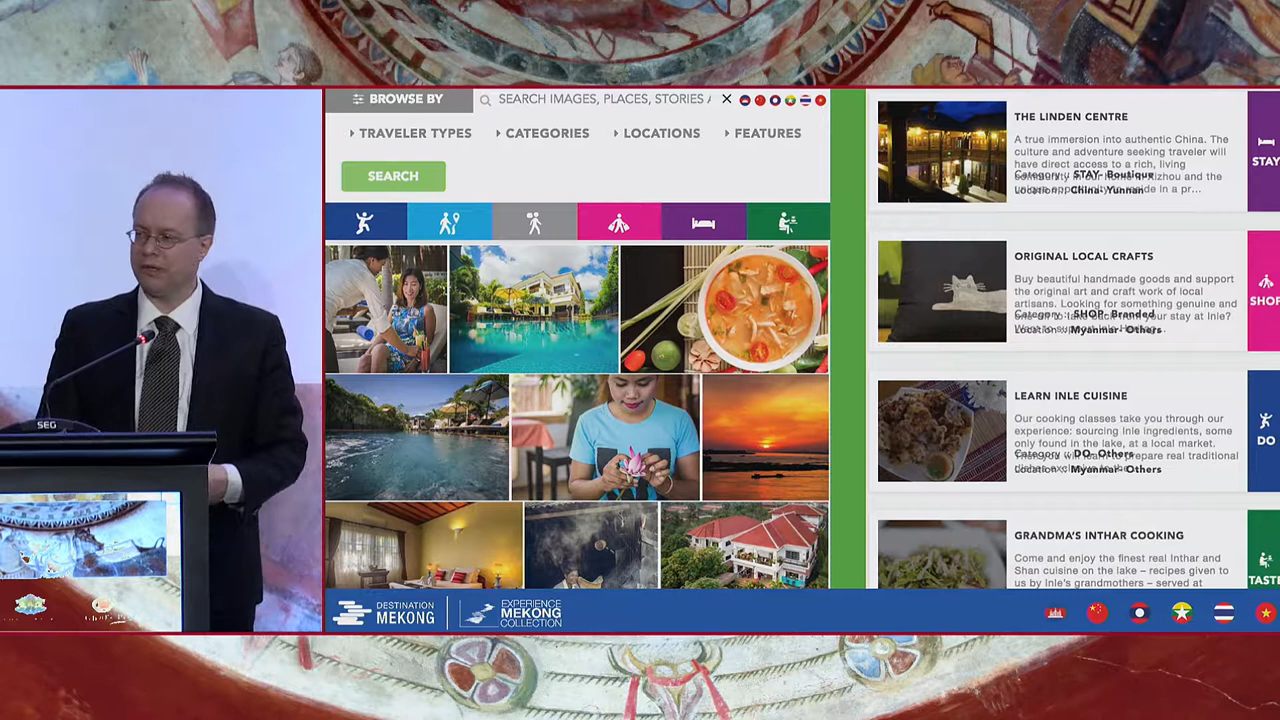 BROWSE BY
SEARCH IMAGES, PLACES, STORIES
TRAVELER TYPES
CATEGORIES
LOCATIONS
FEATURES
SEARCH
THE LINDEN CENTRE
A true immersion into authentic China. The
culture and adventure seeking traveler will
have direct access to a rich, living
Category : STAY- Boutique
Location : China- Yunnan
STAY
ORIGINAL LOCAL CRAFTS
Buy beautiful handmade goods and support
the original art and craft work of local
artisans. Looking for something genuine and
Category : SHOP- Branded
Location : Myanmar- Others
SHOP
LEARN INLE CUISINE
Our cooking classes take you through our
experience: sourcing Inle ingredients, some
only found in the lake, at a local market.
Category : DO- Others
Location : Myanmar- Others
DO
GRANDMA'S INTHAR COOKING
Come and enjoy the finest real Inthar and
Shan cuisine on the lake – recipes given to
us by Inle's grandmothers – served at
TASTE
SEG
DESTINATION
MEKONG
EXPERIENCE
MEKONG
COLLECTION